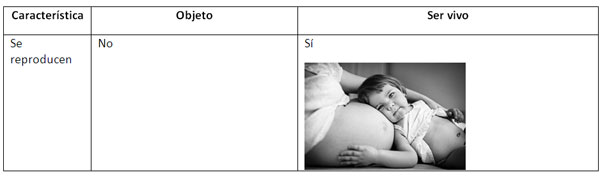 Característica Objeto Ser vivo
Se No Sí
reproducen